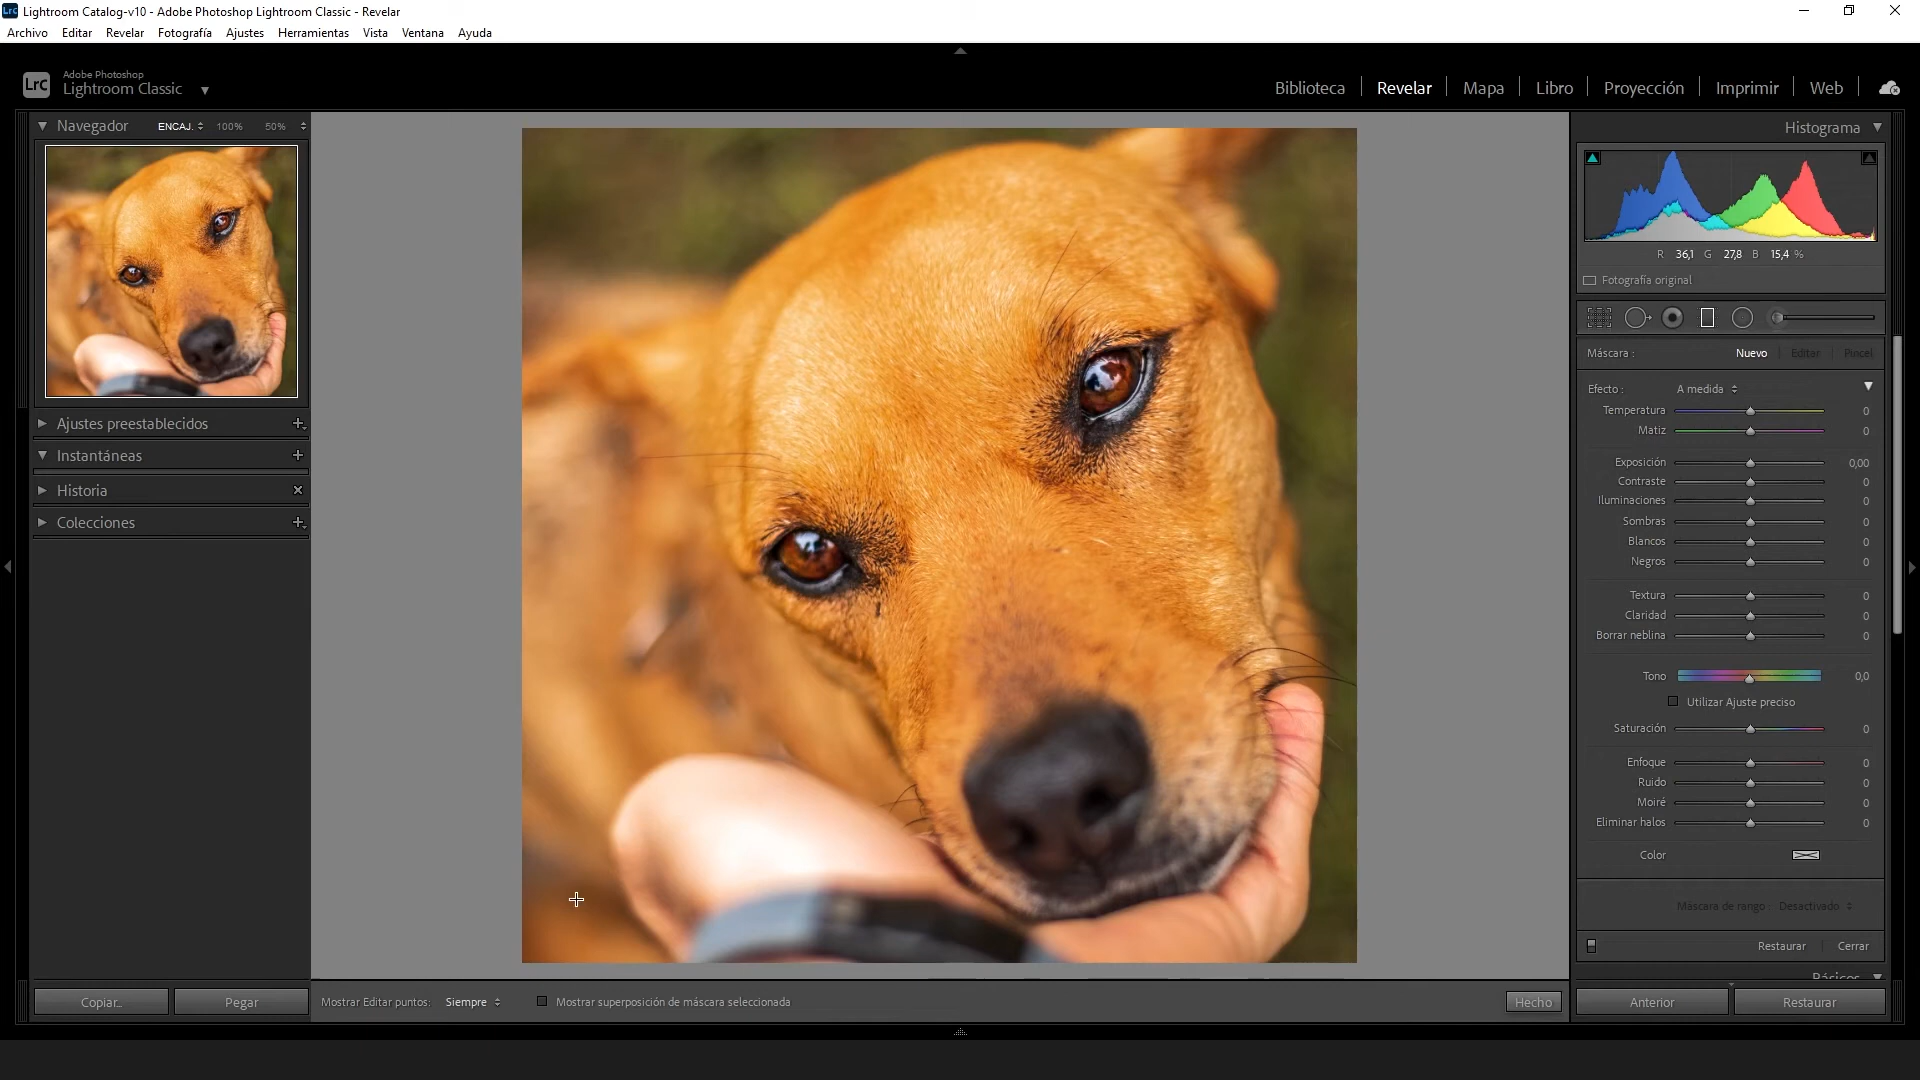 Lightroom Catalog-v10 - Adobe Photoshop Lightroom Classic - Revelar
Archivo Editar Revelar Fotografía Ajustes Herramientas Vista Ventana Ayuda
LrC
Adobe Photoshop
Lightroom Classic
Biblioteca Revelar Mapa Libro Proyección Imprimir Web
Navegador ENCAJ. 100% 50%
Ajustes preestablecidos
Instantáneas
Historia
Colecciones
Copiar...
Pegar
Mostrar Editar puntos: Siempre
Mostrar superposición de máscara seleccionada
Hecho
Histograma
R 36,1 G 27,8 B 15,4 %
Fotografía original
Máscara : Nuevo Editar Pincel
Efecto : A medida
Temperatura 0
Matiz 0
Exposición 0,00
Contraste 0
Iluminaciones 0
Sombras 0
Blancos 0
Negros 0
Textura 0
Claridad 0
Borrar neblina 0
Tono 0,0
Utilizar Ajuste preciso
Saturación 0
Enfoque 0
Ruido 0
Moiré 0
Eliminar halos 0
Color
Máscara de rango : Desactivado
Restaurar Cerrar
Básicos
Anterior
Restaurar